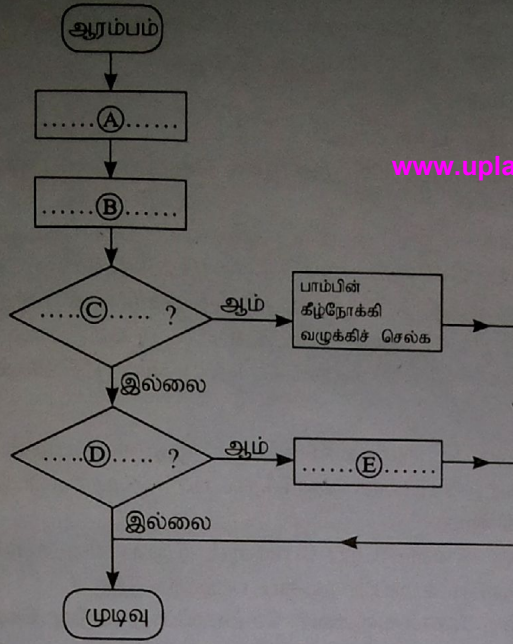 ஆரம்பம்
......Ⓐ......
www.upla
......Ⓑ......
.....Ⓒ..... ?
ஆம்
பாம்பின்
கீழ்நோக்கி
வழுக்கிச் செல்க
இல்லை
.....Ⓓ..... ?
ஆம்
......Ⓔ......
இல்லை
முடிவு